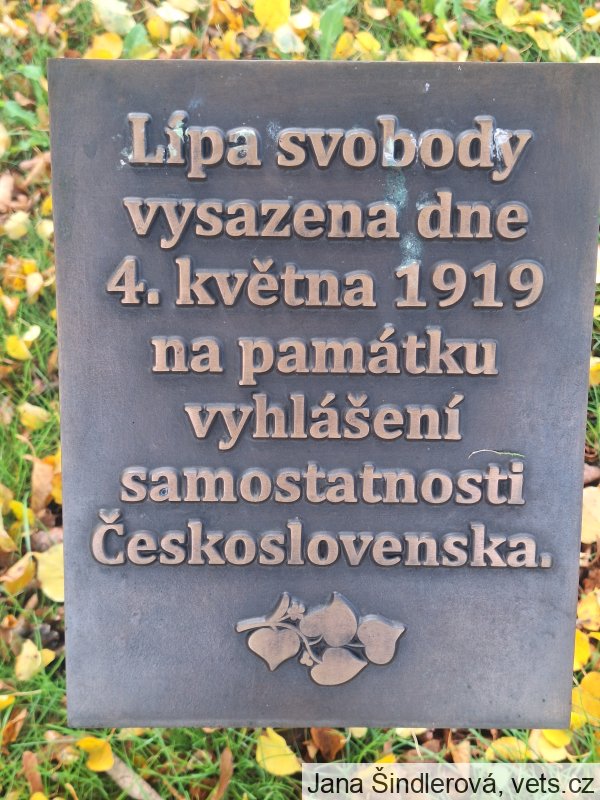 Lípa svobody
vysazena dne
4. května 1919
na památku
vyhlášení
samostatnosti
Československa.
Jana Šindlerová, vets.cz